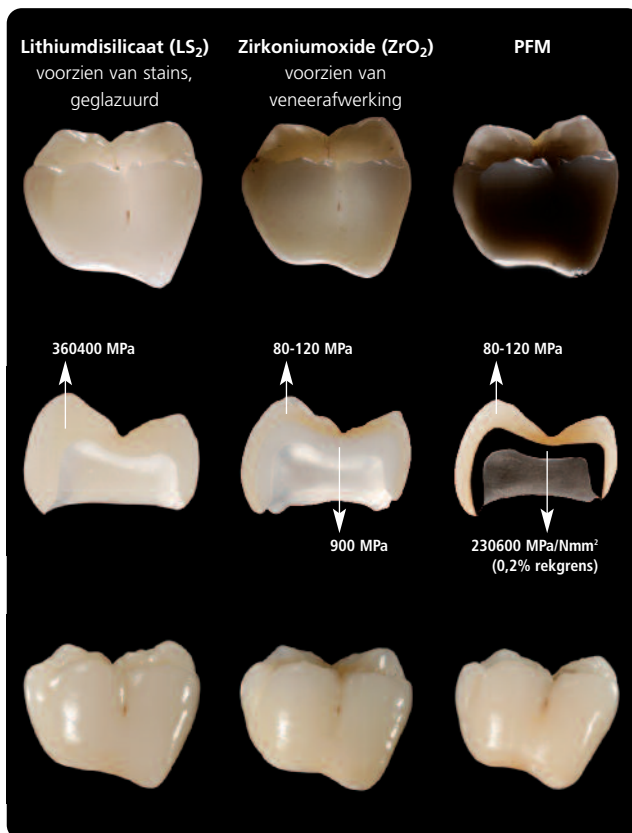 Lithiumdisilicaat (LS₂)
voorzien van stains,
geglazuurd
Zirkoniumoxide (ZrO₂)
voorzien van
veneerafwerking
PFM
360400 MPa
80-120 MPa
80-120 MPa
900 MPa
230600 MPa/Nmm²
(0,2% rekgrens)